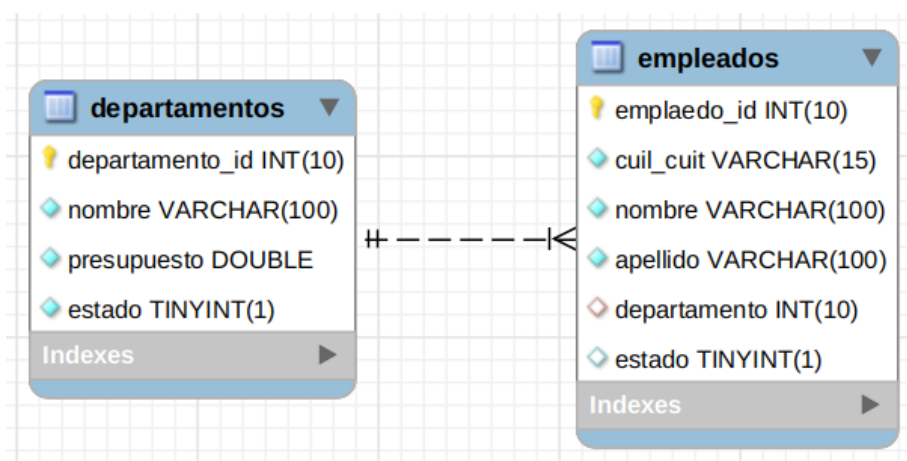 departamentos
departamento_id INT(10)
nombre VARCHAR(100)
presupuesto DOUBLE
estado TINYINT(1)
Indexes
empleados
emplaedo_id INT(10)
cuil_cuit VARCHAR(15)
nombre VARCHAR(100)
apellido VARCHAR(100)
departamento INT(10)
estado TINYINT(1)
Indexes